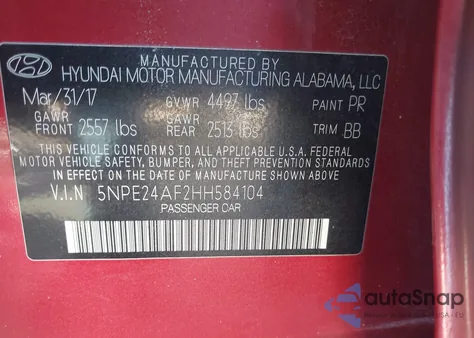 MANUFACTURED BY
HYUNDAI MOTOR MANUFACTURING ALABAMA, LLC
Mar/31/17 GVWR 4497 lbs PAINT PR
GAWR FRONT 2557 lbs GAWR REAR 2513 lbs TRIM BB
THIS VEHICLE CONFORMS TO ALL APPLICABLE U.S.A FEDERAL
MOTOR VEHICLE SAFETY, BUMPER, AND THEFT PREVENTION STANDARDS
IN EFFECT ON THE DATE OF MANUFACTURE SHOWN ABOVE.
V.I.N 5NPE24AF2HH584104
PASSENGER CAR
autoSnap